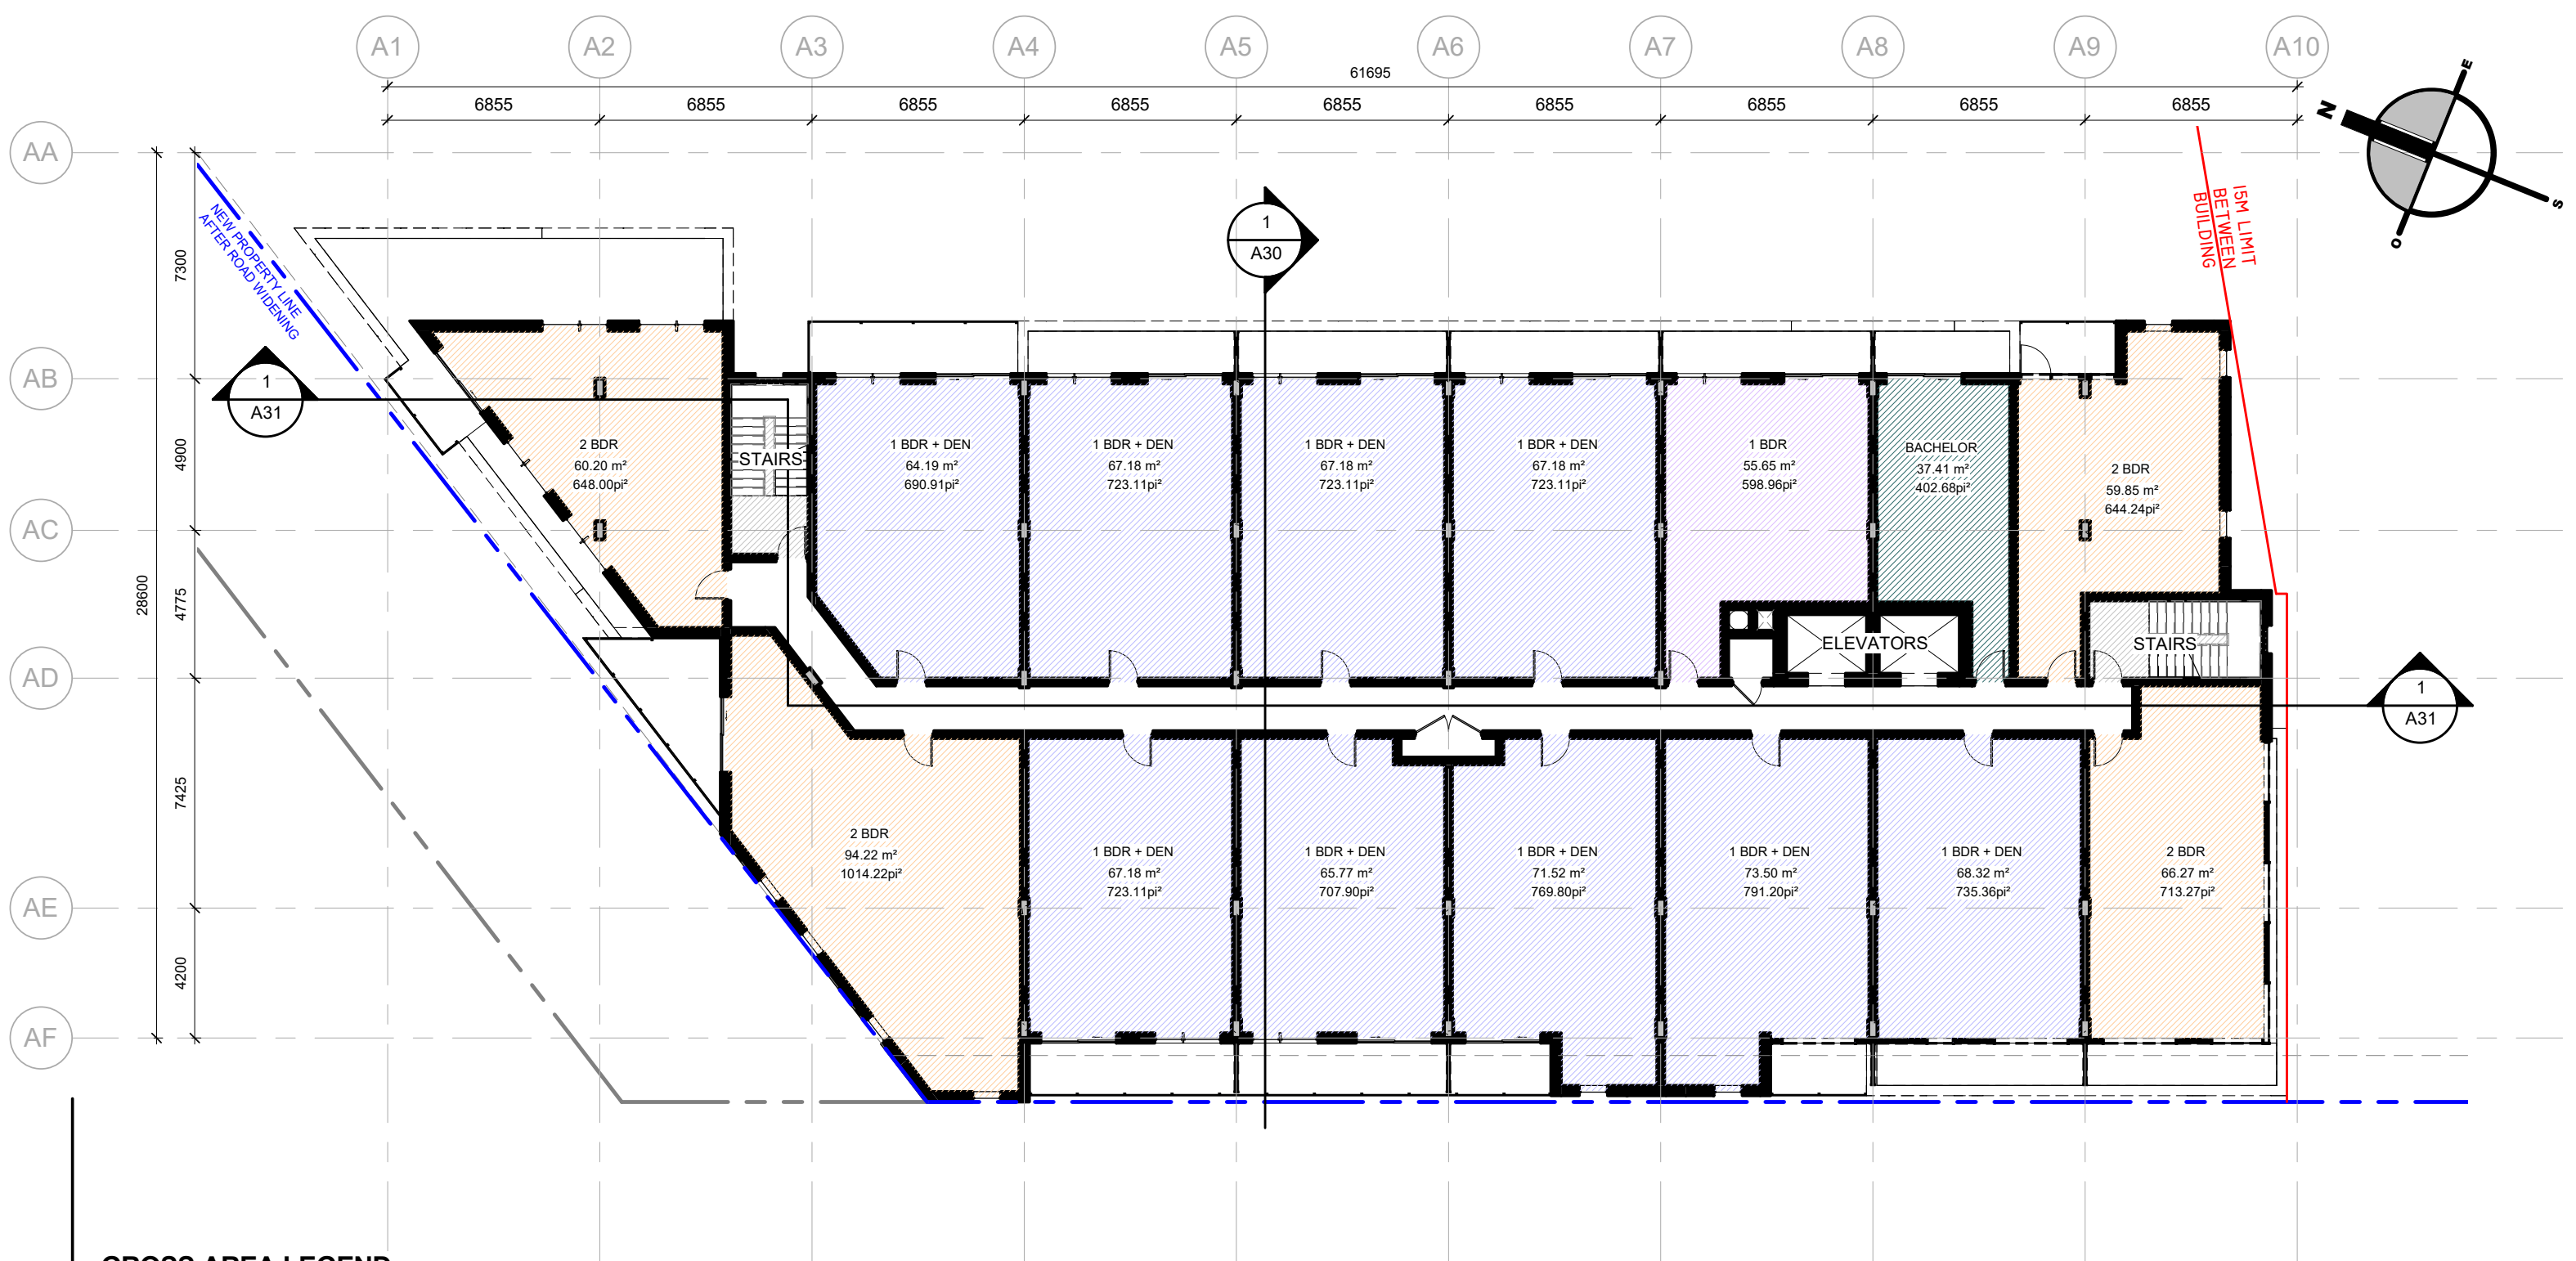 A1 A2 A3 A4 A5 A6 A7 A8 A9 A10
61695
6855 6855 6855 6855 6855 6855 6855 6855 6855
N
E
S
O
AA
AB
AC
AD
AE
AF
28600
7300
4900
4775
7425
4200
NEW PROPERTY LINE
AFTER ROAD WIDENING
15M LIMIT
BETWEEN
BUILDING
1
A30
1
A31
1
A31
2 BDR
60.20 m²
648.00pi²
STAIRS
1 BDR + DEN
64.19 m²
690.91pi²
1 BDR + DEN
67.18 m²
723.11pi²
1 BDR + DEN
67.18 m²
723.11pi²
1 BDR + DEN
67.18 m²
723.11pi²
1 BDR
55.65 m²
598.96pi²
BACHELOR
37.41 m²
402.68pi²
2 BDR
59.85 m²
644.24pi²
ELEVATORS
STAIRS
2 BDR
94.22 m²
1014.22pi²
1 BDR + DEN
67.18 m²
723.11pi²
1 BDR + DEN
65.77 m²
707.90pi²
1 BDR + DEN
71.52 m²
769.80pi²
1 BDR + DEN
73.50 m²
791.20pi²
1 BDR + DEN
68.32 m²
735.36pi²
2 BDR
66.27 m²
713.27pi²
GROSS AREA LEGEND